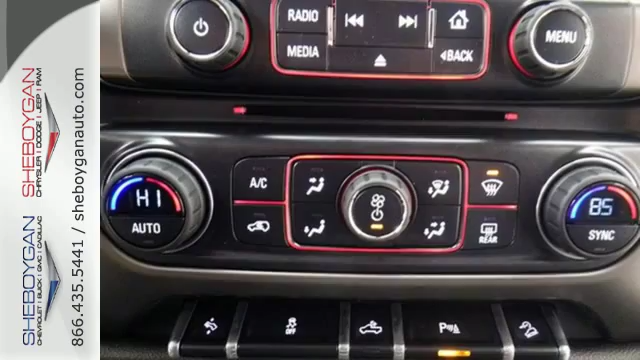 SHEBOYGAN
CHRYSLER | DODGE | JEEP | RAM
SHEBOYGAN
CHEVROLET | BUICK | GMC | CADILLAC
866.435.5441 / sheboyganauto.com
RADIO
MEDIA
BACK
MENU
HI
AUTO
A/C
REAR
85
SYNC
OFF
P